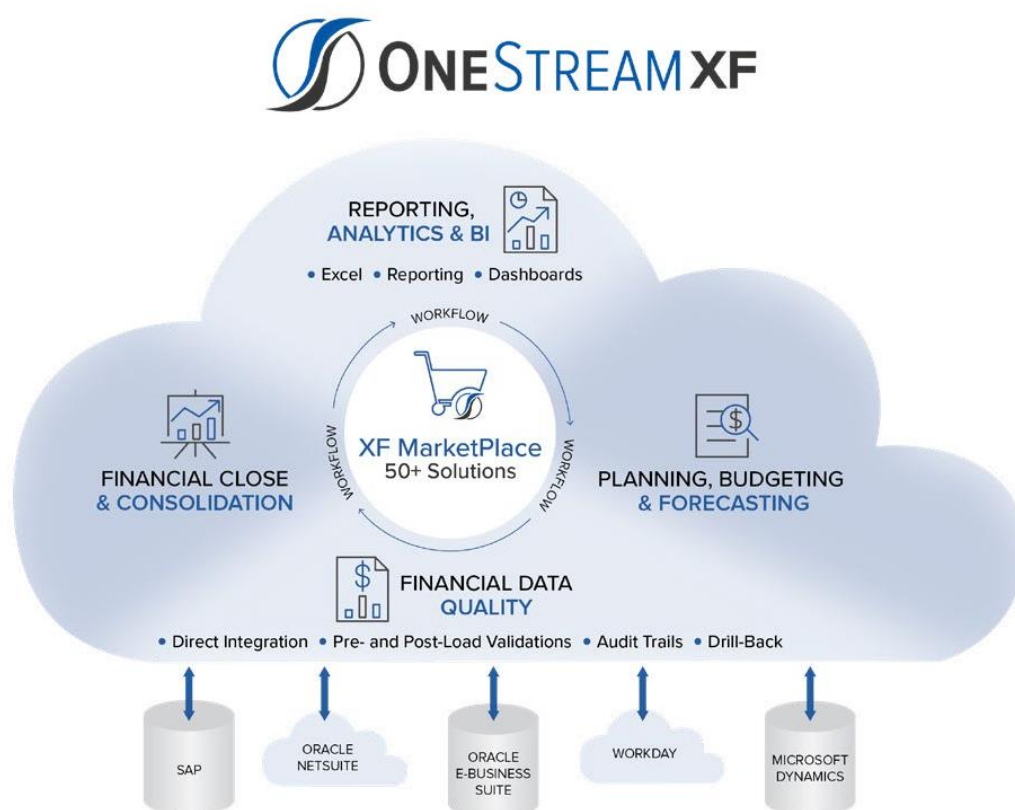 ONESTREAM XF
REPORTING,
ANALYTICS & BI
• Excel • Reporting • Dashboards
WORKFLOW
WORKFLOW
WORKFLOW
XF MarketPlace
50+ Solutions
FINANCIAL CLOSE
& CONSOLIDATION
PLANNING, BUDGETING
& FORECASTING
FINANCIAL DATA
QUALITY
• Direct Integration • Pre- and Post-Load Validations • Audit Trails • Drill-Back
SAP
ORACLE
NETSUITE
ORACLE
E-BUSINESS
SUITE
WORKDAY
MICROSOFT
DYNAMICS